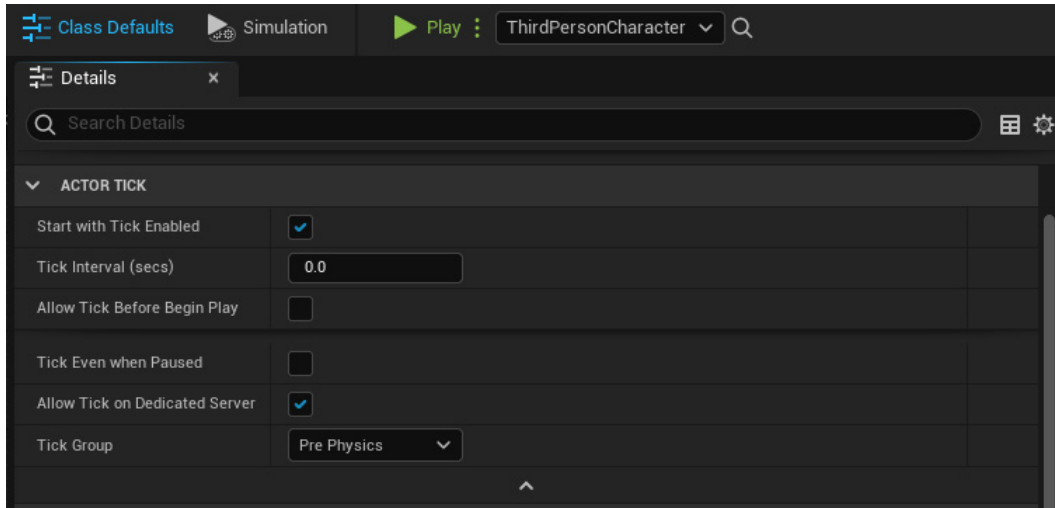 Class Defaults Simulation Play ThirdPersonCharacter
Details
Search Details
ACTOR TICK
Start with Tick Enabled
Tick Interval (secs) 0.0
Allow Tick Before Begin Play
Tick Even when Paused
Allow Tick on Dedicated Server
Tick Group Pre Physics